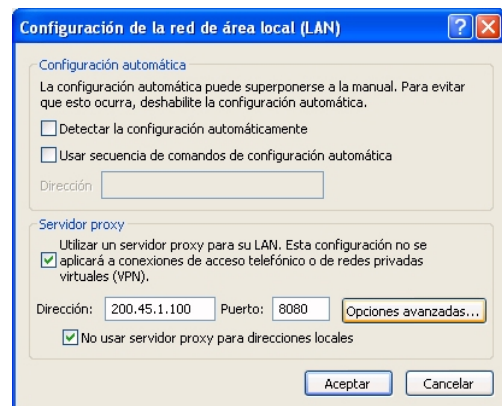 Configuración de la red de área local (LAN)
Configuración automática
La configuración automática puede superponerse a la manual. Para evitar
que esto ocurra, deshabilite la configuración automática.
Detectar la configuración automáticamente
Usar secuencia de comandos de configuración automática
Dirección
Servidor proxy
Utilizar un servidor proxy para su LAN. Esta configuración no se
aplicará a conexiones de acceso telefónico o de redes privadas
virtuales (VPN).
Dirección: 200.45.1.100 Puerto: 8080 Opciones avanzadas...
No usar servidor proxy para direcciones locales
Aceptar Cancelar